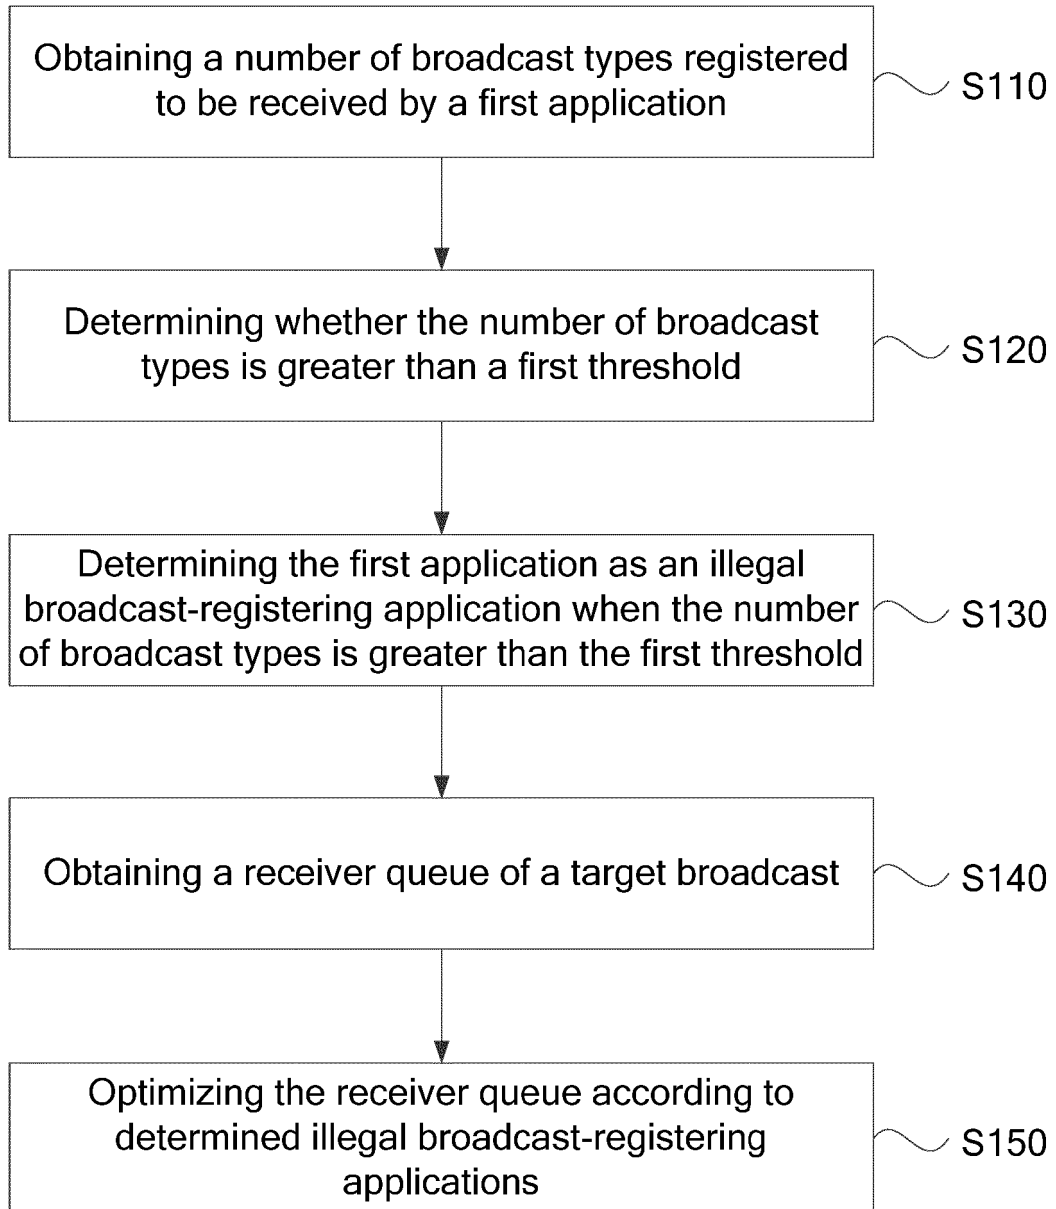 Obtaining a number of broadcast types registered
to be received by a first application
S110
Determining whether the number of broadcast
types is greater than a first threshold
S120
Determining the first application as an illegal
broadcast-registering application when the number
of broadcast types is greater than the first threshold
S130
Obtaining a receiver queue of a target broadcast
S140
Optimizing the receiver queue according to
determined illegal broadcast-registering
applications
S150